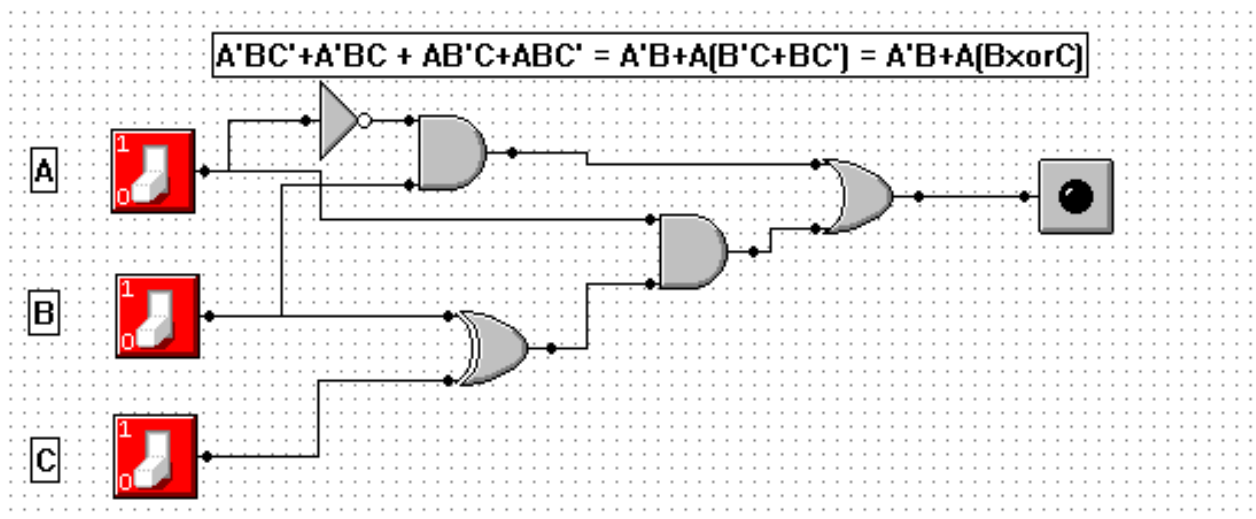 A'BC'+A'BC + AB'C+ABC' = A'B+A(B'C+BC') = A'B+A(BxorC)
A
1
0
B
1
0
C
1
0